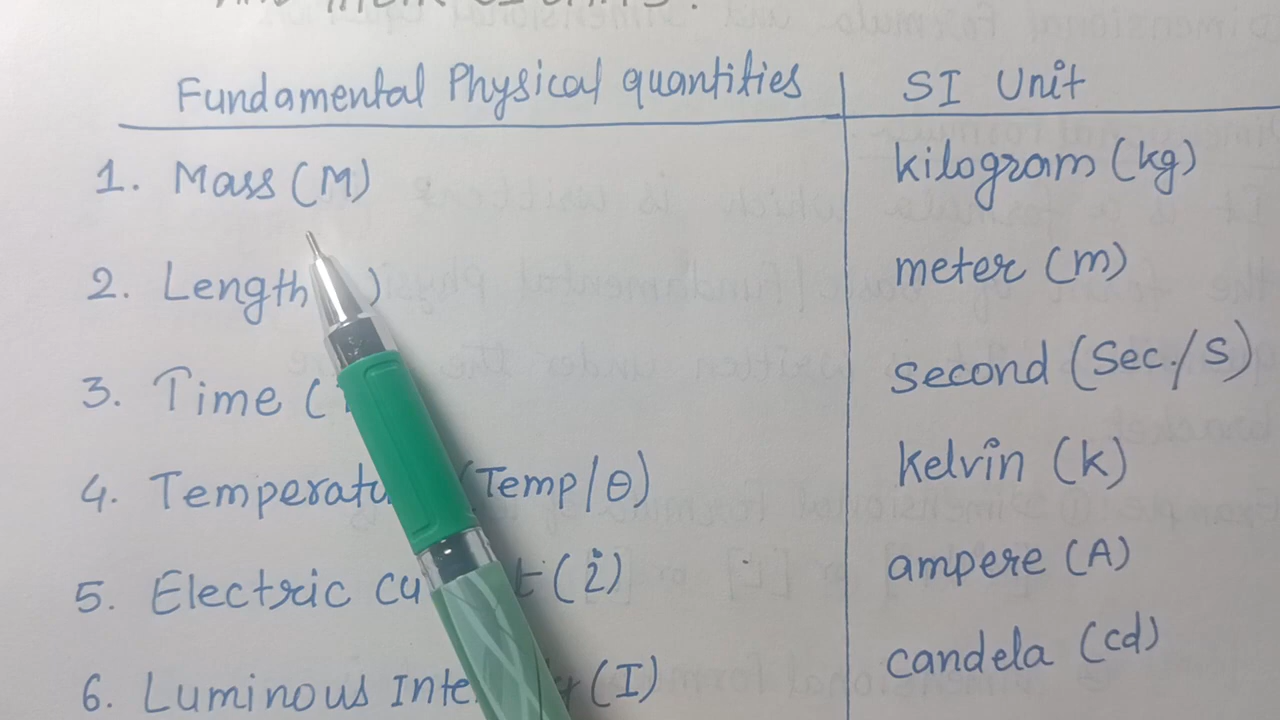 Fundamental Physical quantities SI Unit
1. Mass (M) kilogram (kg)
2. Length ) meter (m)
3. Time ( second (Sec./S)
4. Temperatu (Temp/θ) kelvin (k)
5. Electric cu t (i) ampere (A)
6. Luminous Inte y (I) candela (cd)